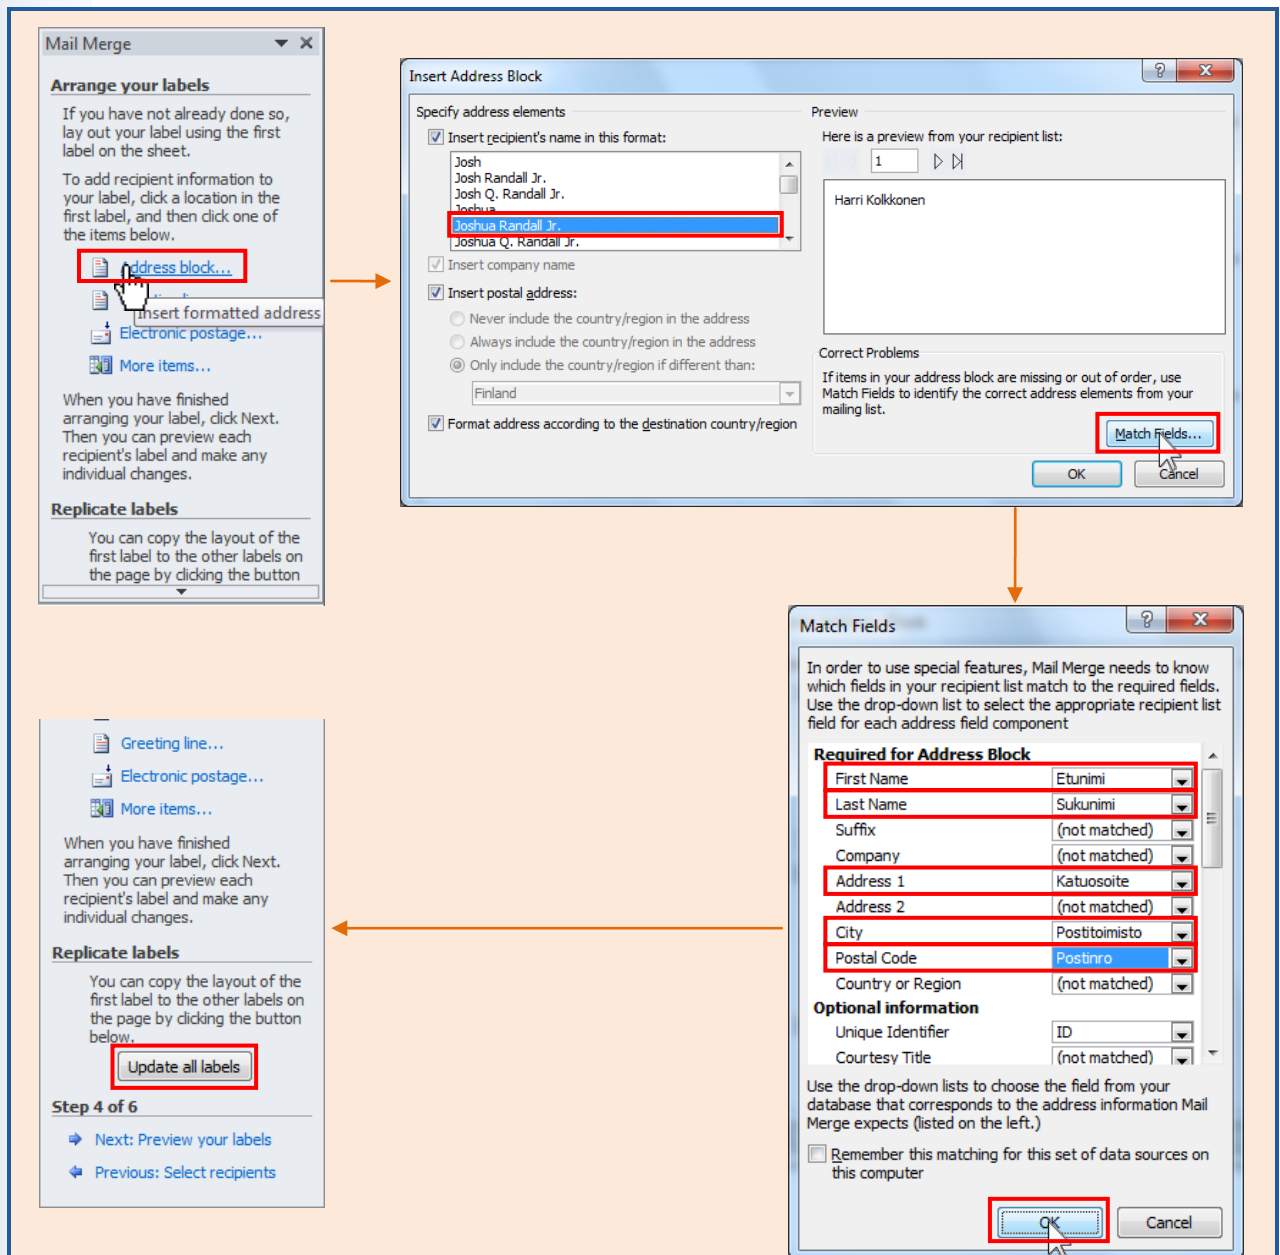 Mail Merge
Arrange your labels
If you have not already done so,
lay out your label using the first
label on the sheet.
To add recipient information to
your label, click a location in the
first label, and then click one of
the items below.
Address block...
Insert formatted address
Electronic postage...
More items...
When you have finished
arranging your label, click Next.
Then you can preview each
recipient's label and make any
individual changes.
Replicate labels
You can copy the layout of the
first label to the other labels on
the page by clicking the button
Insert Address Block
Specify address elements
Insert recipient's name in this format:
Josh
Josh Randall Jr.
Josh Q. Randall Jr.
Joshua
Joshua Randall Jr.
Joshua Q. Randall Jr.
Insert company name
Insert postal address:
Never include the country/region in the address
Always include the country/region in the address
Only include the country/region if different than:
Finland
Format address according to the destination country/region
Preview
Here is a preview from your recipient list:
1
Harri Kolkkonen
Correct Problems
If items in your address block are missing or out of order, use
Match Fields to identify the correct address elements from your
mailing list.
Match Fields...
OK Cancel
Match Fields
In order to use special features, Mail Merge needs to know
which fields in your recipient list match to the required fields.
Use the drop-down list to select the appropriate recipient list
field for each address field component
Required for Address Block
First Name Etunimi
Last Name Sukunimi
Suffix (not matched)
Company (not matched)
Address 1 Katuosoite
Address 2 (not matched)
City Postitoimisto
Postal Code Postinro
Country or Region (not matched)
Optional information
Unique Identifier ID
Courtesy Title (not matched)
Use the drop-down lists to choose the field from your
database that corresponds to the address information Mail
Merge expects (listed on the left.)
Remember this matching for this set of data sources on
this computer
OK Cancel
Greeting line...
Electronic postage...
More items...
When you have finished
arranging your label, click Next.
Then you can preview each
recipient's label and make any
individual changes.
Replicate labels
You can copy the layout of the
first label to the other labels on
the page by clicking the button
below.
Update all labels
Step 4 of 6
Next: Preview your labels
Previous: Select recipients